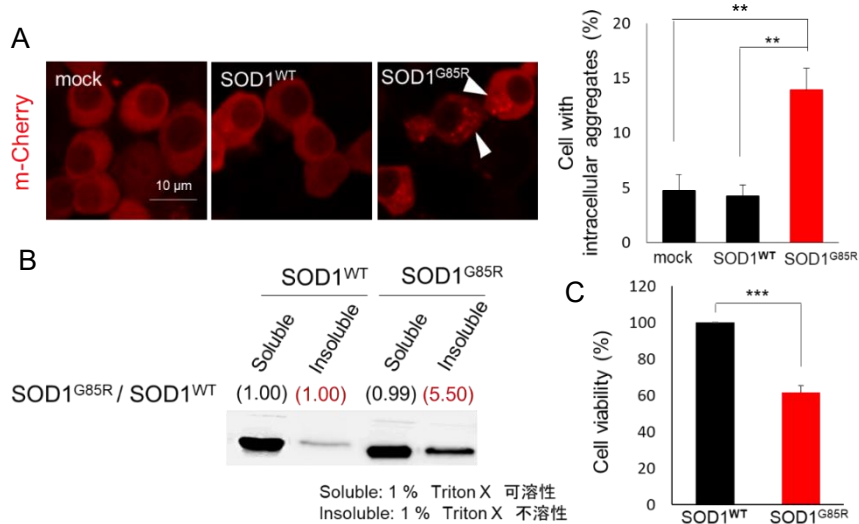 A
m-Cherry
mock
SOD1WT
SOD1G85R
10 μm
Cell with
intracellular aggregates (%)
20
15
10
5
0
**
**
mock
SOD1WT
SOD1G85R
B
SOD1WT
SOD1G85R
Soluble
Insoluble
Soluble
Insoluble
SOD1G85R / SOD1WT (1.00) (1.00) (0.99) (5.50)
Soluble: 1 % Triton X 可溶性
Insoluble: 1 % Triton X 不溶性
C
Cell viability (%)
120
100
80
60
40
20
0
***
SOD1WT
SOD1G85R